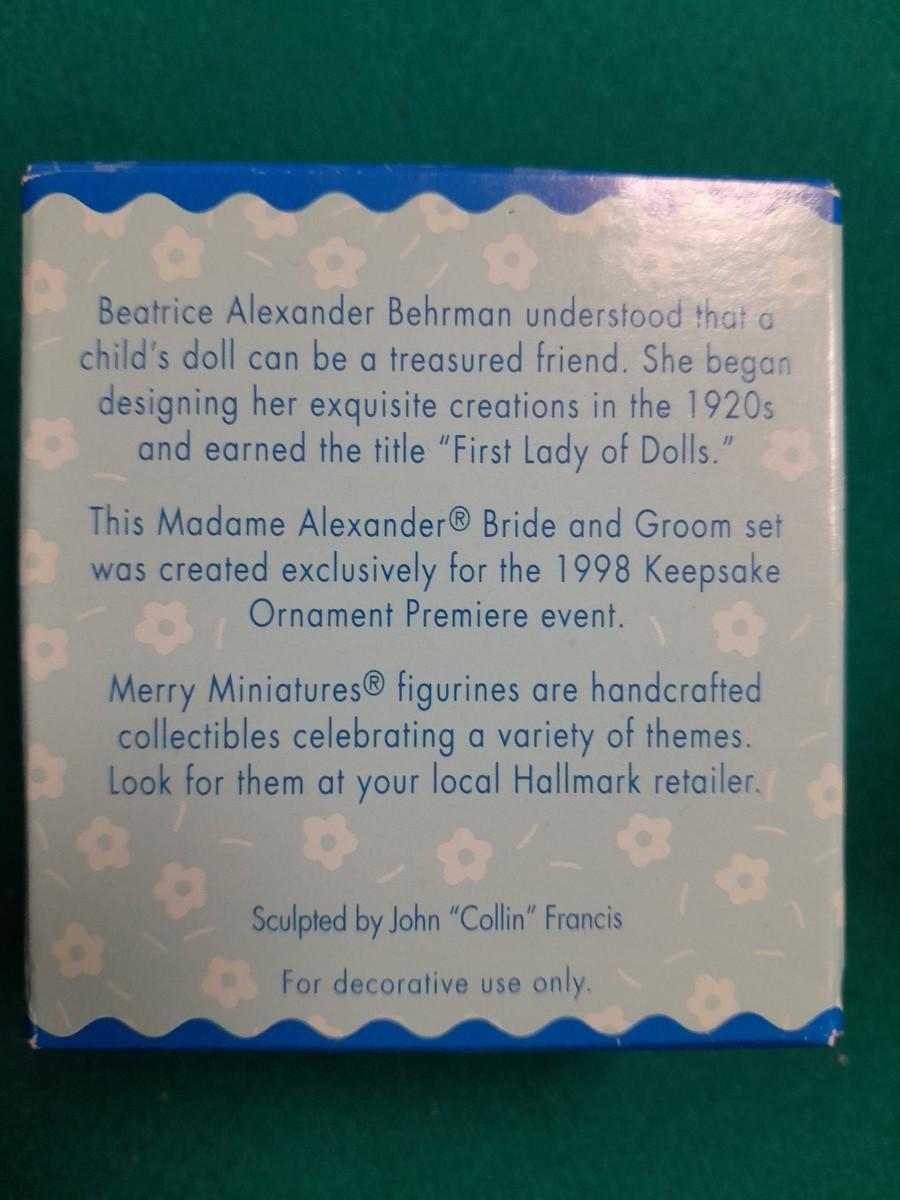 Beatrice Alexander Behrman understood that a
child's doll can be a treasured friend. She began
designing her exquisite creations in the 1920s
and earned the title “First Lady of Dolls.”
This Madame Alexander® Bride and Groom set
was created exclusively for the 1998 Keepsake
Ornament Premiere event.
Merry Miniatures® figurines are handcrafted
collectibles celebrating a variety of themes.
Look for them at your local Hallmark retailer.
Sculpted by John “Collin” Francis
For decorative use only.